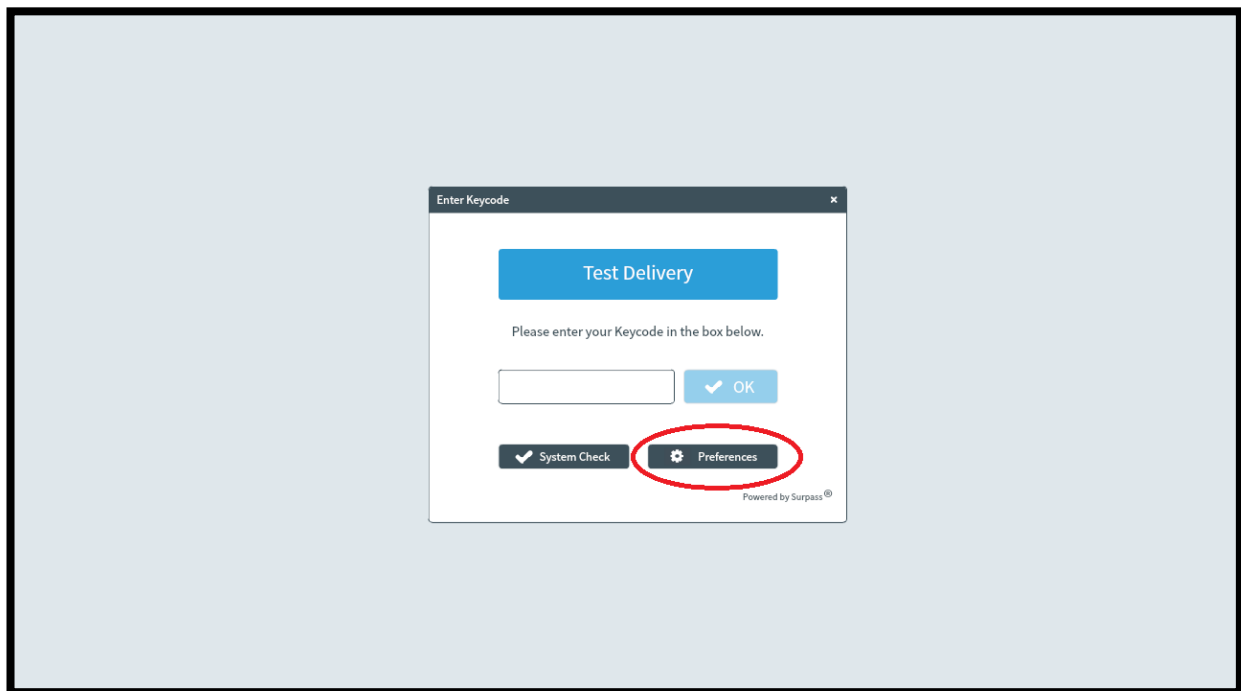 Enter Keycode
Test Delivery
Please enter your Keycode in the box below.
OK
System Check
Preferences
Powered by Surpass®